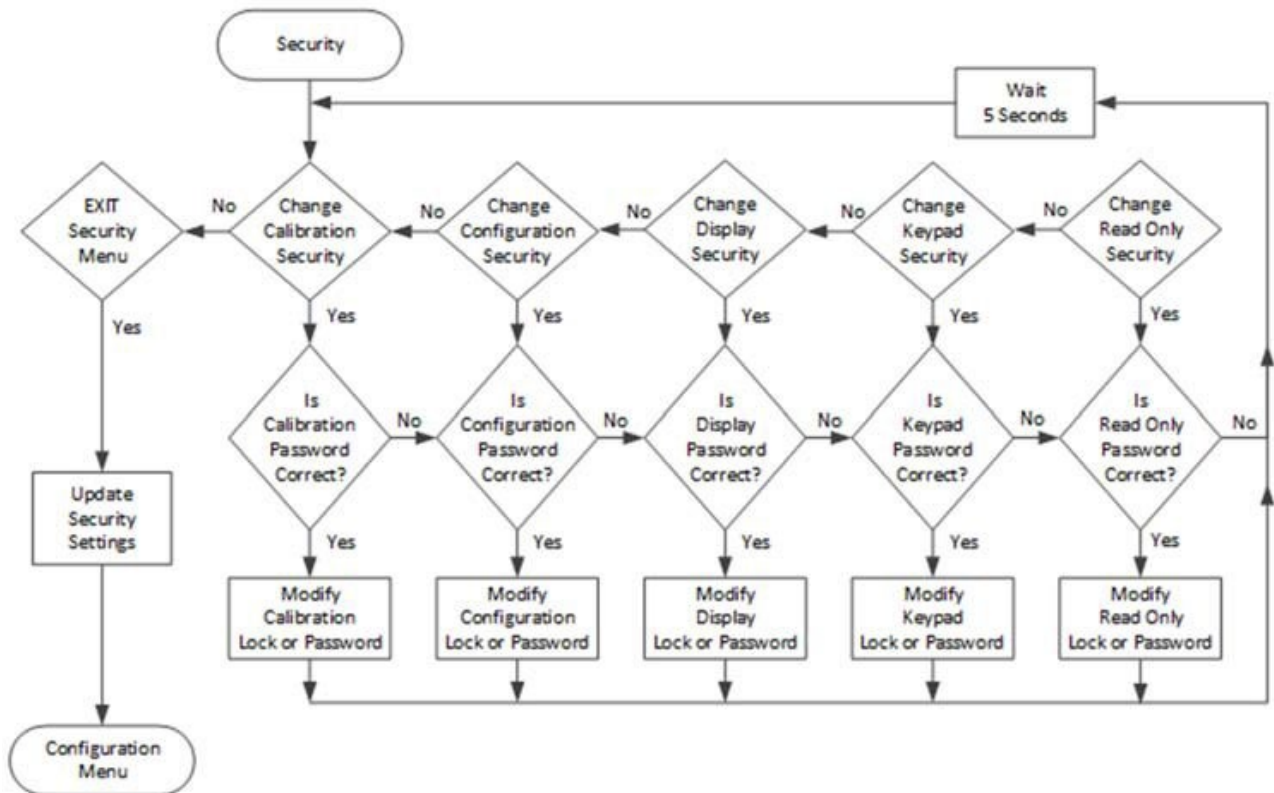 Security
Wait
5 Seconds
EXIT
Security
Menu
No
Change
Calibration
Security
No
Change
Configuration
Security
No
Change
Display
Security
No
Change
Keypad
Security
No
Change
Read Only
Security
Yes
Yes
Yes
Yes
Yes
Yes
Is
Calibration
Password
Correct?
No
Is
Configuration
Password
Correct?
No
Is
Display
Password
Correct?
No
Is
Keypad
Password
Correct?
No
Is
Read Only
Password
Correct?
No
Update
Security
Settings
Yes
Yes
Yes
Yes
Yes
Modify
Calibration
Lock or Password
Modify
Configuration
Lock or Password
Modify
Display
Lock or Password
Modify
Keypad
Lock or Password
Modify
Read Only
Lock or Password
Configuration
Menu